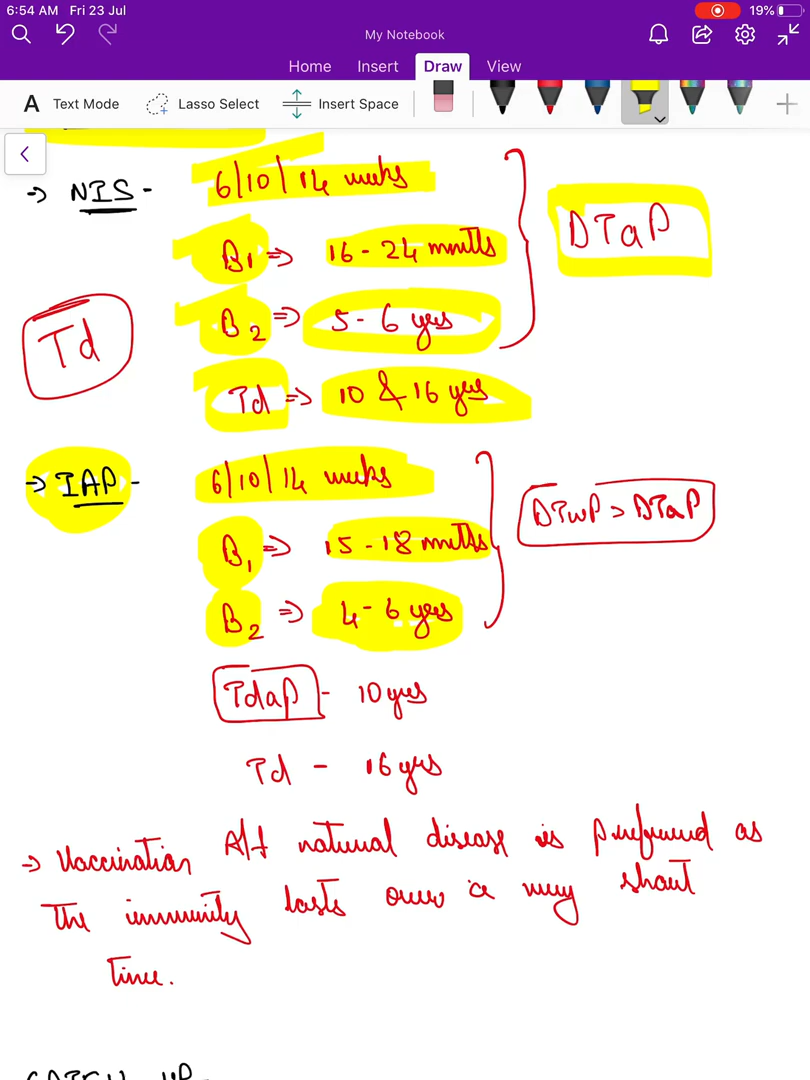 6:54 AM Fri 23 Jul 19%
My Notebook
Home Insert Draw View
A Text Mode Lasso Select Insert Space
→ NIS - 6/10/14 weeks
B1 ⇒ 16 - 24 months
DTaP
B2 ⇒ 5 - 6 yrs
Td
Td ⇒ 10 & 16 yrs
→ IAP - 6/10/14 weeks
DTwP > DTaP
B1 ⇒ 15 - 18 months
B2 ⇒ 4 - 6 yrs
Tdap - 10 yrs
Td - 16 yrs
→ Vaccination A/f natural disease is preferred as
the immunity lasts over a very short
time.
CATCH UP